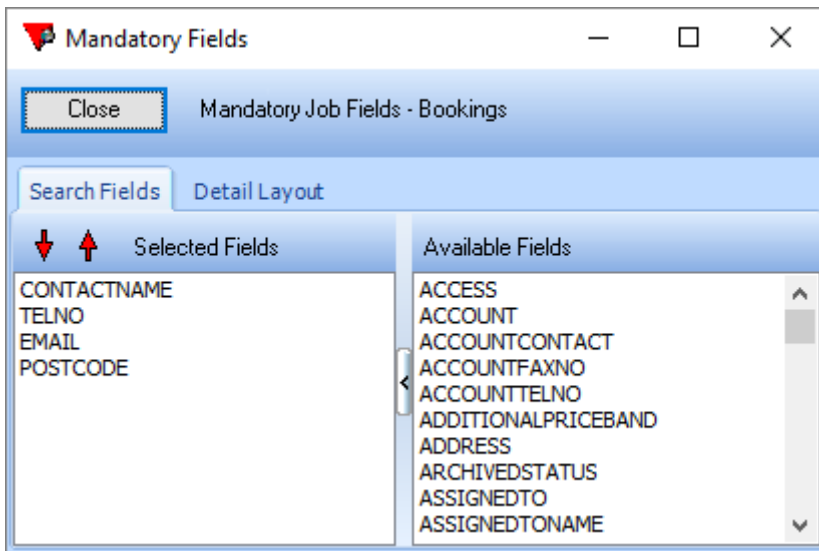 Mandatory Fields
Close
Mandatory Job Fields - Bookings
Search Fields
Detail Layout
Selected Fields
CONTACTNAME
TELNO
EMAIL
POSTCODE
Available Fields
ACCESS
ACCOUNT
ACCOUNTCONTACT
ACCOUNTFAXNO
ACCOUNTTELNO
ADDITIONALPRICEBAND
ADDRESS
ARCHIVEDSTATUS
ASSIGNEDTO
ASSIGNEDTONAME